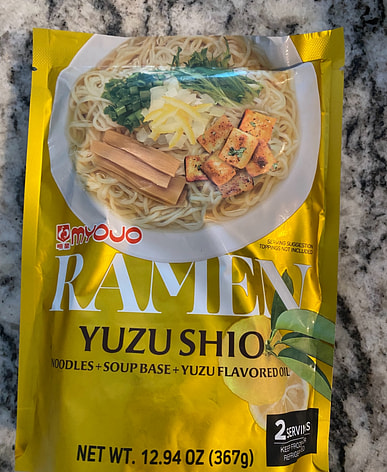 SERVING SUGGESTION
TOPPINGS NOT INCLUDED
myojo
RAMEN
YUZU SHIO
NOODLES + SOUP BASE + YUZU FLAVORED OIL
2 SERVINGS
KEEP FROZEN OR
REFRIGERATED
NET WT. 12.94 OZ (367g)